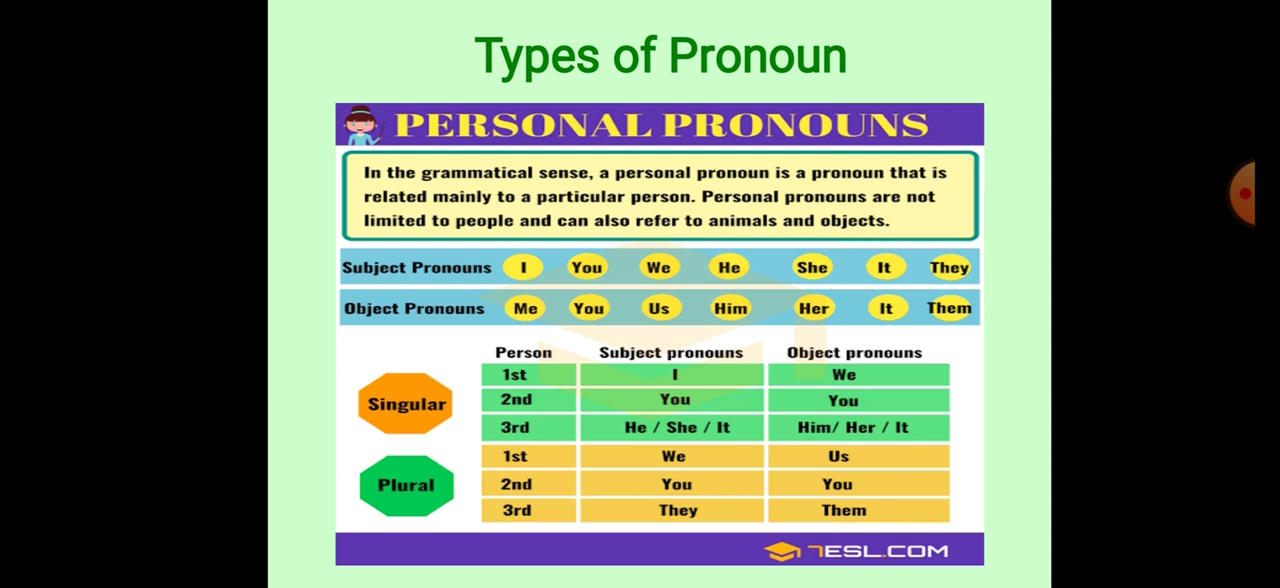 Types of Pronoun
PERSONAL PRONOUNS
In the grammatical sense, a personal pronoun is a pronoun that is
related mainly to a particular person. Personal pronouns are not
limited to people and can also refer to animals and objects.
Subject Pronouns I You We He She It They
Object Pronouns Me You Us Him Her It Them
Person Subject pronouns Object pronouns
Singular
1st I We
2nd You You
3rd He / She / It Him/ Her / It
Plural
1st We Us
2nd You You
3rd They Them
7ESL.COM